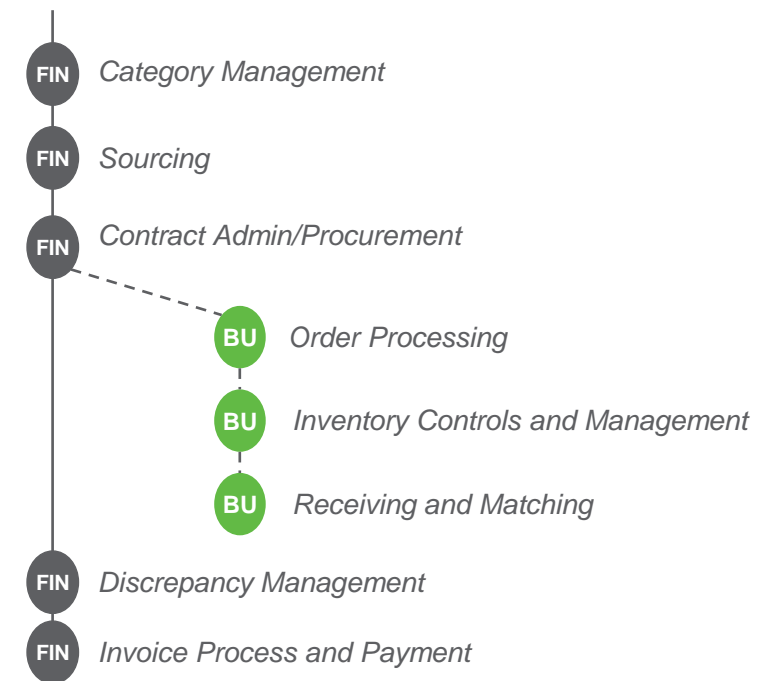 FIN Category Management
FIN Sourcing
FIN Contract Admin/Procurement
BU Order Processing
BU Inventory Controls and Management
BU Receiving and Matching
FIN Discrepancy Management
FIN Invoice Process and Payment